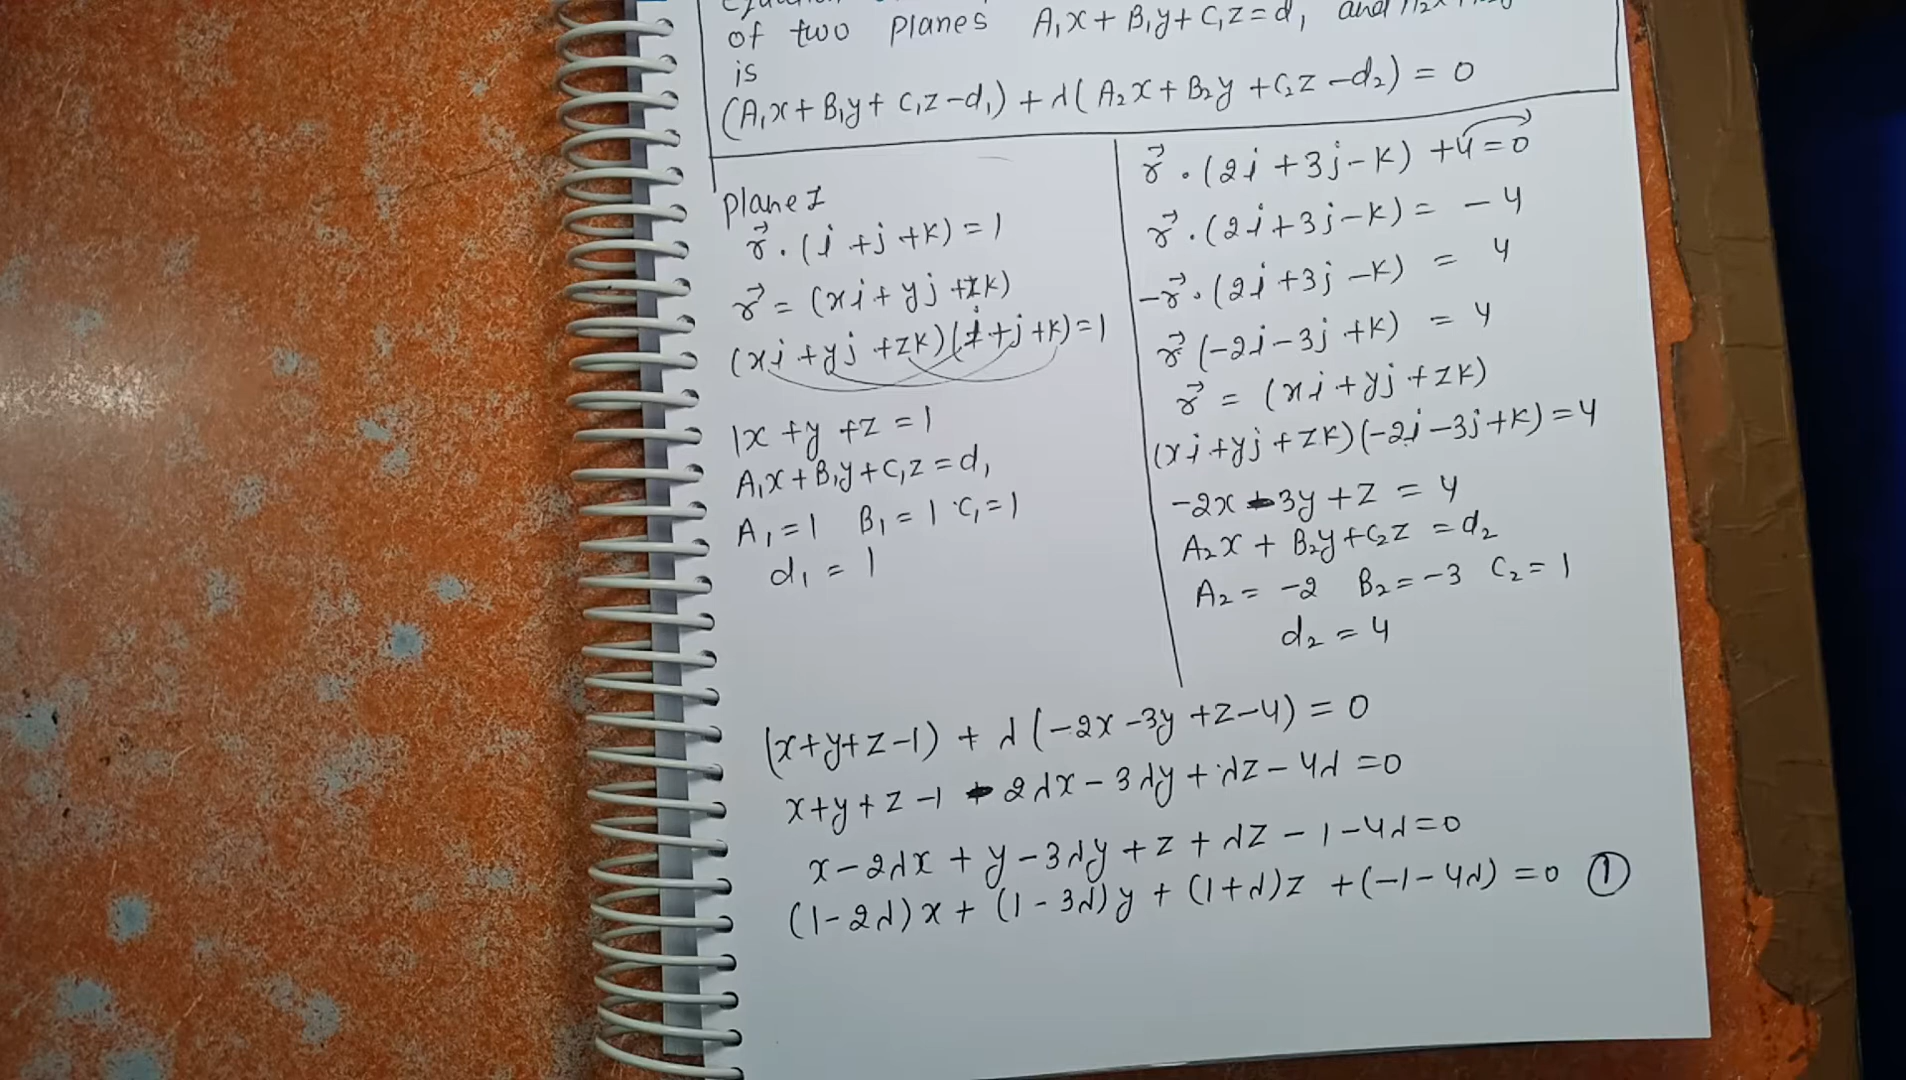 of two planes A₁x + B₁y + C₁z = d₁ and
is
(A₁x + B₁y + C₁z - d₁) + λ(A₂x + B₂y + C₂z - d₂) = 0
Plane I
r⃗ . (i + j + k) = 1
r⃗ = (xi + yj + zk)
(xi + yj + zk)(i + j + k) = 1
1x + y + z = 1
A₁x + B₁y + C₁z = d₁
A₁ = 1 B₁ = 1 C₁ = 1
d₁ = 1
r⃗ . (2i + 3j - k) + 4 = 0
r⃗ . (2i + 3j - k) = - 4
-r⃗ . (2i + 3j - k) = 4
r⃗ (-2i - 3j + k) = 4
r⃗ = (xi + yj + zk)
(xi + yj + zk)(-2i - 3j + k) = 4
-2x - 3y + z = 4
A₂x + B₂y + C₂z = d₂
A₂ = -2 B₂ = -3 C₂ = 1
d₂ = 4
(x + y + z - 1) + λ(-2x - 3y + z - 4) = 0
x + y + z - 1 - 2λx - 3λy + λz - 4λ = 0
x - 2λx + y - 3λy + z + λz - 1 - 4λ = 0
(1 - 2λ)x + (1 - 3λ)y + (1 + λ)z + (-1 - 4λ) = 0 ①